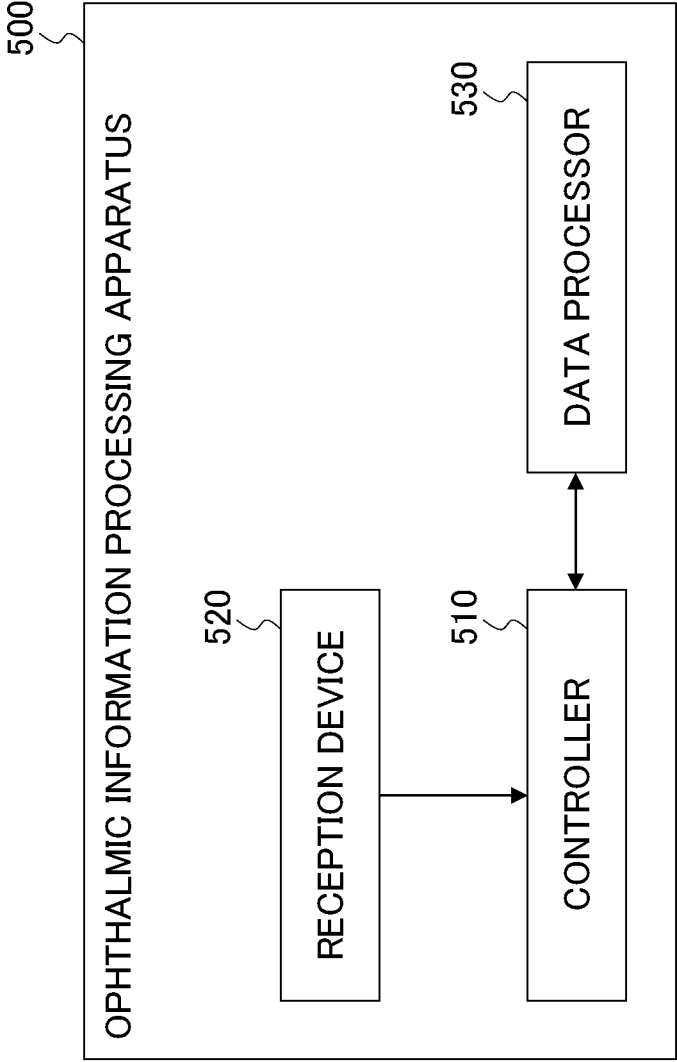 500
OPHTHALMIC INFORMATION PROCESSING APPARATUS
520
RECEPTION DEVICE
510
CONTROLLER
530
DATA PROCESSOR